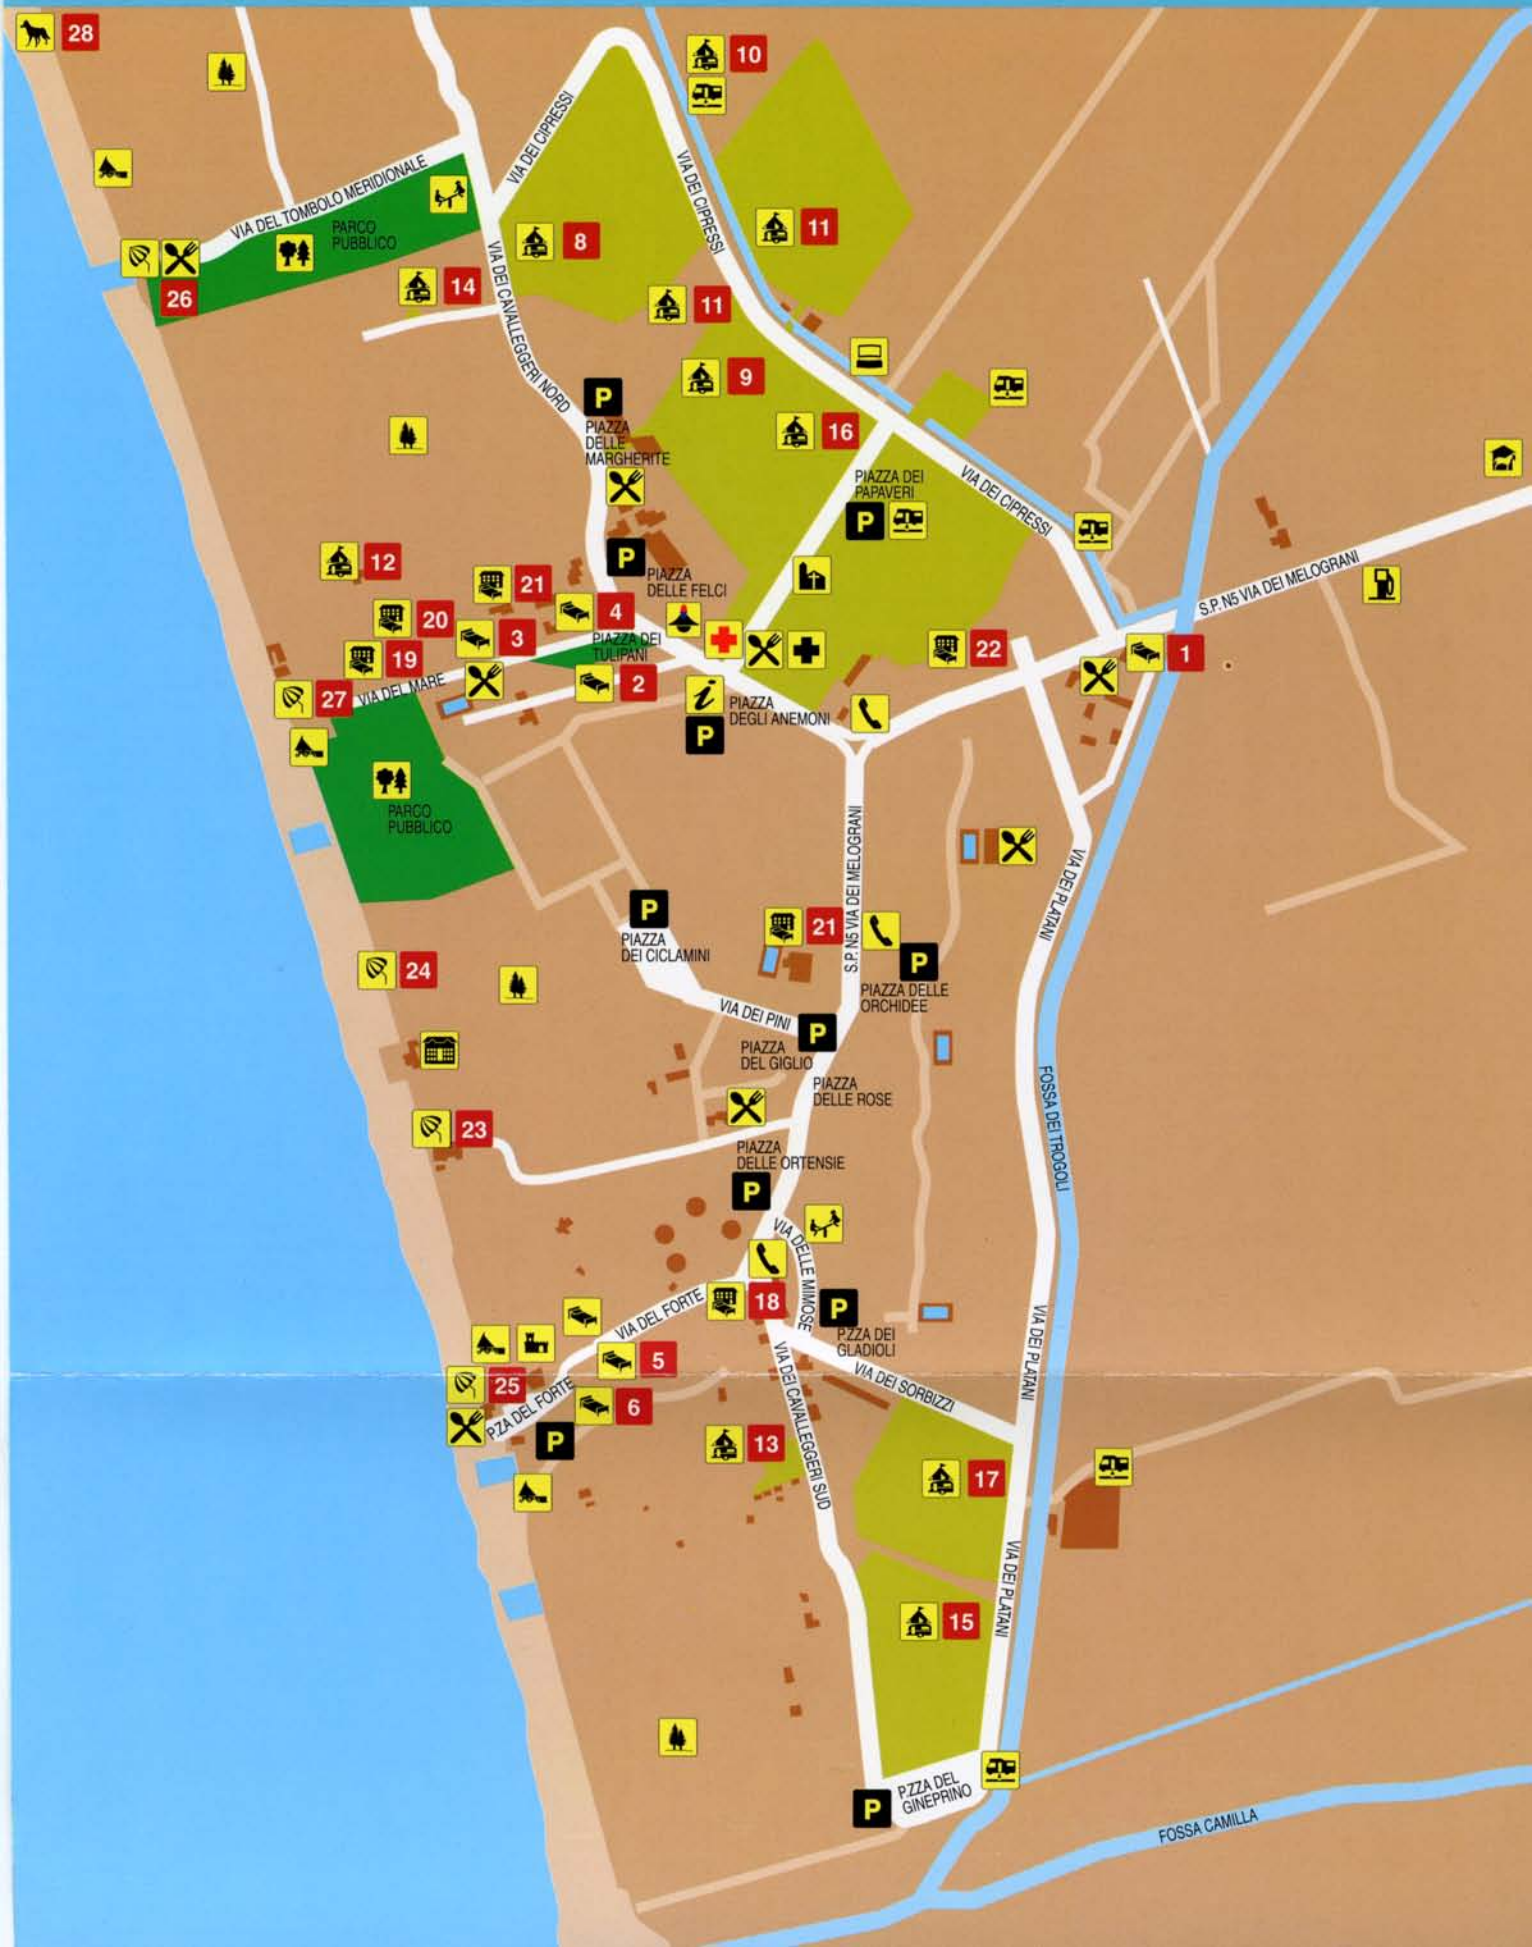 28
10
VIA DEI CIPRESSI
VIA DEI CIPRESSI
VIA DEL TOMBOLO MERIDIONALE
PARCO
PUBBLICO
8
11
26
14
VIA DEI CAVALLEGGERI NORD
11
9
P
PIAZZA
DELLE
MARGHERITE
16
PIAZZA DEI
PAPAVERI
P
VIA DEI CIPRESSI
12
21
P
PIAZZA
DELLE FELCI
S.P. N5 VIA DEI MELOGRANI
20
3
4
PIAZZA DEI
TULIPANI
22
1
19
27
VIA DEL MARE
2
i
PIAZZA
DEGLI ANEMONI
P
PARCO
PUBBLICO
S.P. N5 VIA DEI MELOGRANI
VIA DEI PLATANI
P
PIAZZA
DEI CICLAMINI
21
P
PIAZZA DELLE
ORCHIDEE
24
VIA DEI PINI
P
PIAZZA
DEL GIGLIO
PIAZZA
DELLE ROSE
FOSSA DEI TROGOLI
23
PIAZZA
DELLE ORTENSIE
P
VIA DELLE MIMOSE
18
P
P.ZZA DEI
GLADIOLI
VIA DEL FORTE
5
25
P.ZA DEL FORTE
6
P
VIA DEI PLATANI
VIA DEI SORBIZZI
VIA DEI CAVALLEGGERI SUD
13
17
VIA DEI PLATANI
15
P
P.ZZA DEL
GINEPRINO
FOSSA CAMILLA